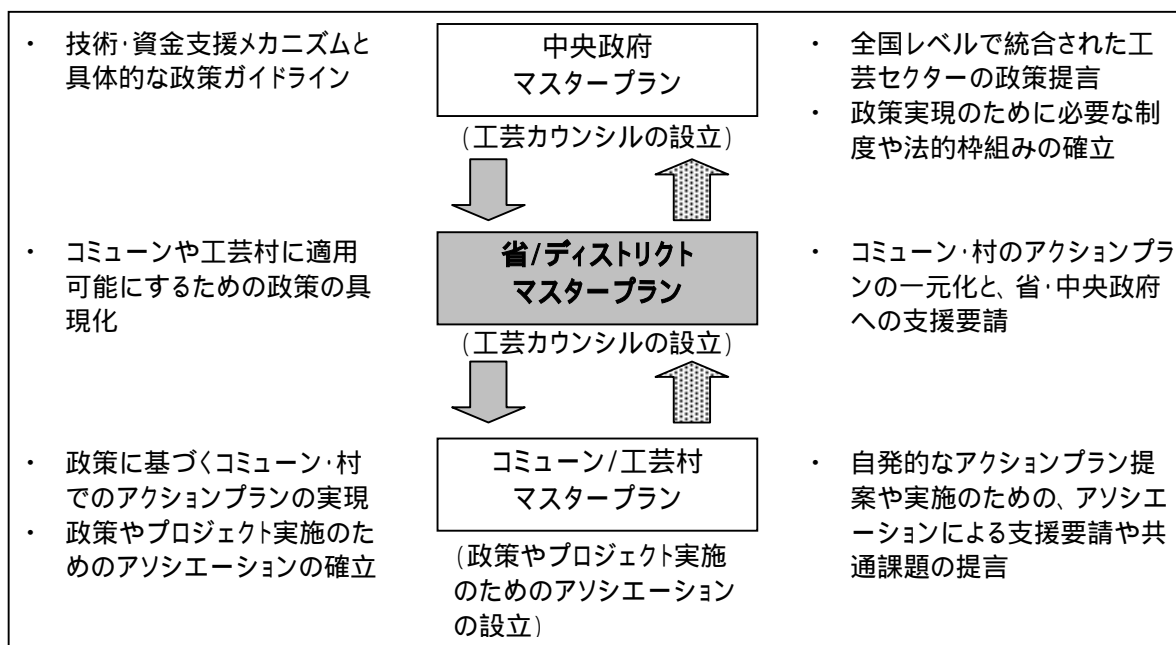 ・ 技術・資金支援メカニズムと
具体的な政策ガイドライン
中央政府
マスタープラン
(工芸カウンシルの設立)
・ 全国レベルで統合された工
芸セクターの政策提言
・ 政策実現のために必要な制
度や法的枠組みの確立
・ コミューンや工芸村に適用
可能にするための政策の具
現化
省/ディストリクト
マスタープラン
(工芸カウンシルの設立)
・ コミューン・村のアクションプラ
ンの一元化と、省・中央政府
への支援要請
・ 政策に基づくコミューン・村
でのアクションプランの実現
・ 政策やプロジェクト実施のた
めのアソシエーションの確立
コミューン/工芸村
マスタープラン
(政策やプロジェクト実施
のためのアソシエーション
の設立)
・ 自発的なアクションプラン提
案や実施のための、アソシエ
ーションによる支援要請や共
通課題の提言